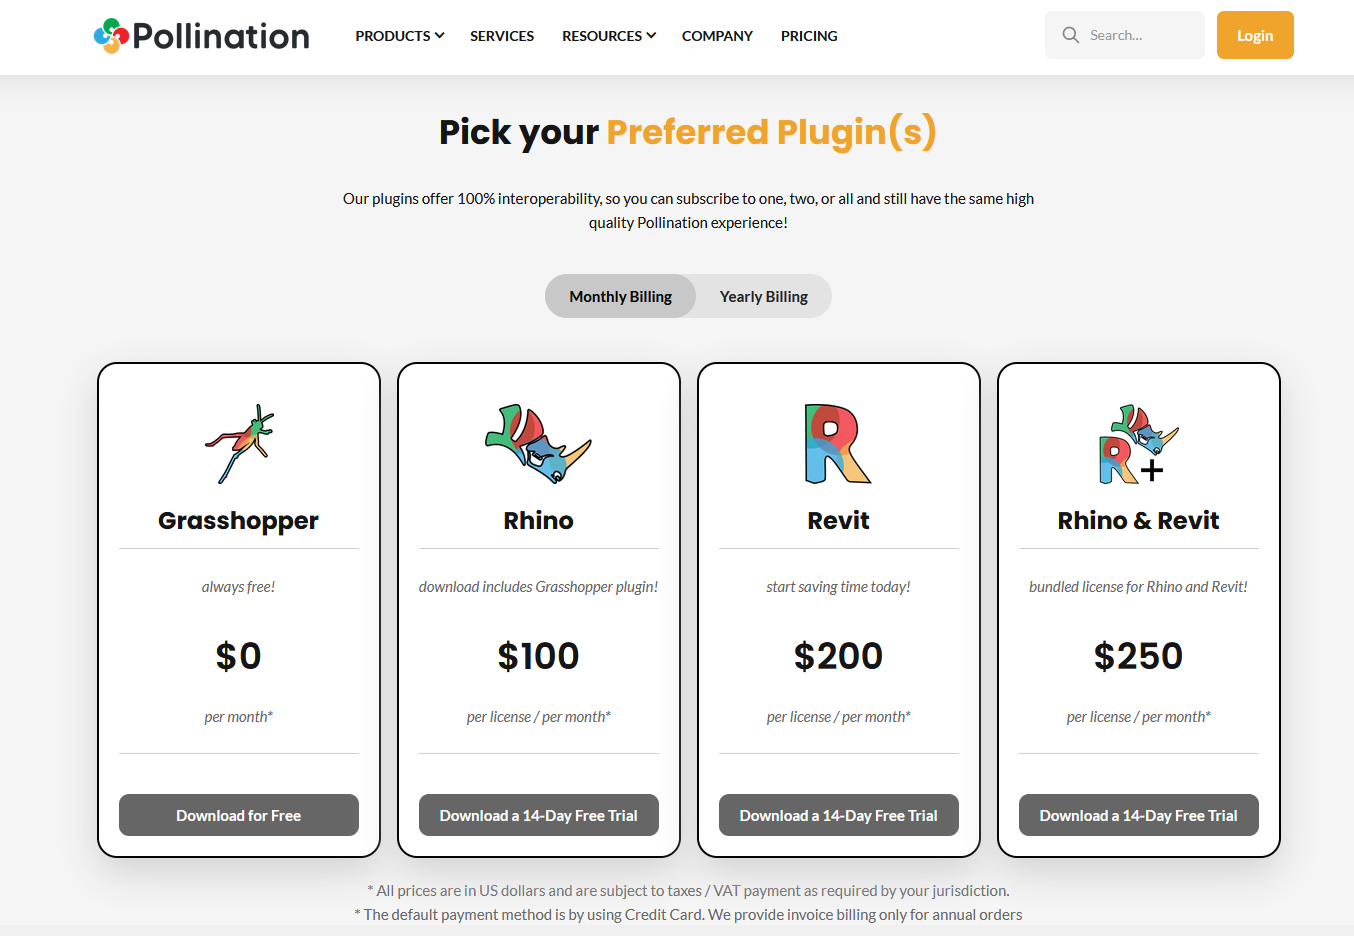 Pollination
PRODUCTS
SERVICES
RESOURCES
COMPANY
PRICING
Search...
Login
Pick your Preferred Plugin(s)
Our plugins offer 100% interoperability, so you can subscribe to one, two, or all and still have the same high
quality Pollination experience!
Monthly Billing
Yearly Billing
Grasshopper
always free!
$0
per month*
Download for Free
Rhino
download includes Grasshopper plugin!
$100
per license / per month*
Download a 14-Day Free Trial
R
Revit
start saving time today!
$200
per license / per month*
Download a 14-Day Free Trial
R+
Rhino & Revit
bundled license for Rhino and Revit!
$250
per license / per month*
Download a 14-Day Free Trial
* All prices are in US dollars and are subject to taxes / VAT payment as required by your jurisdiction.
* The default payment method is by using Credit Card. We provide invoice billing only for annual orders